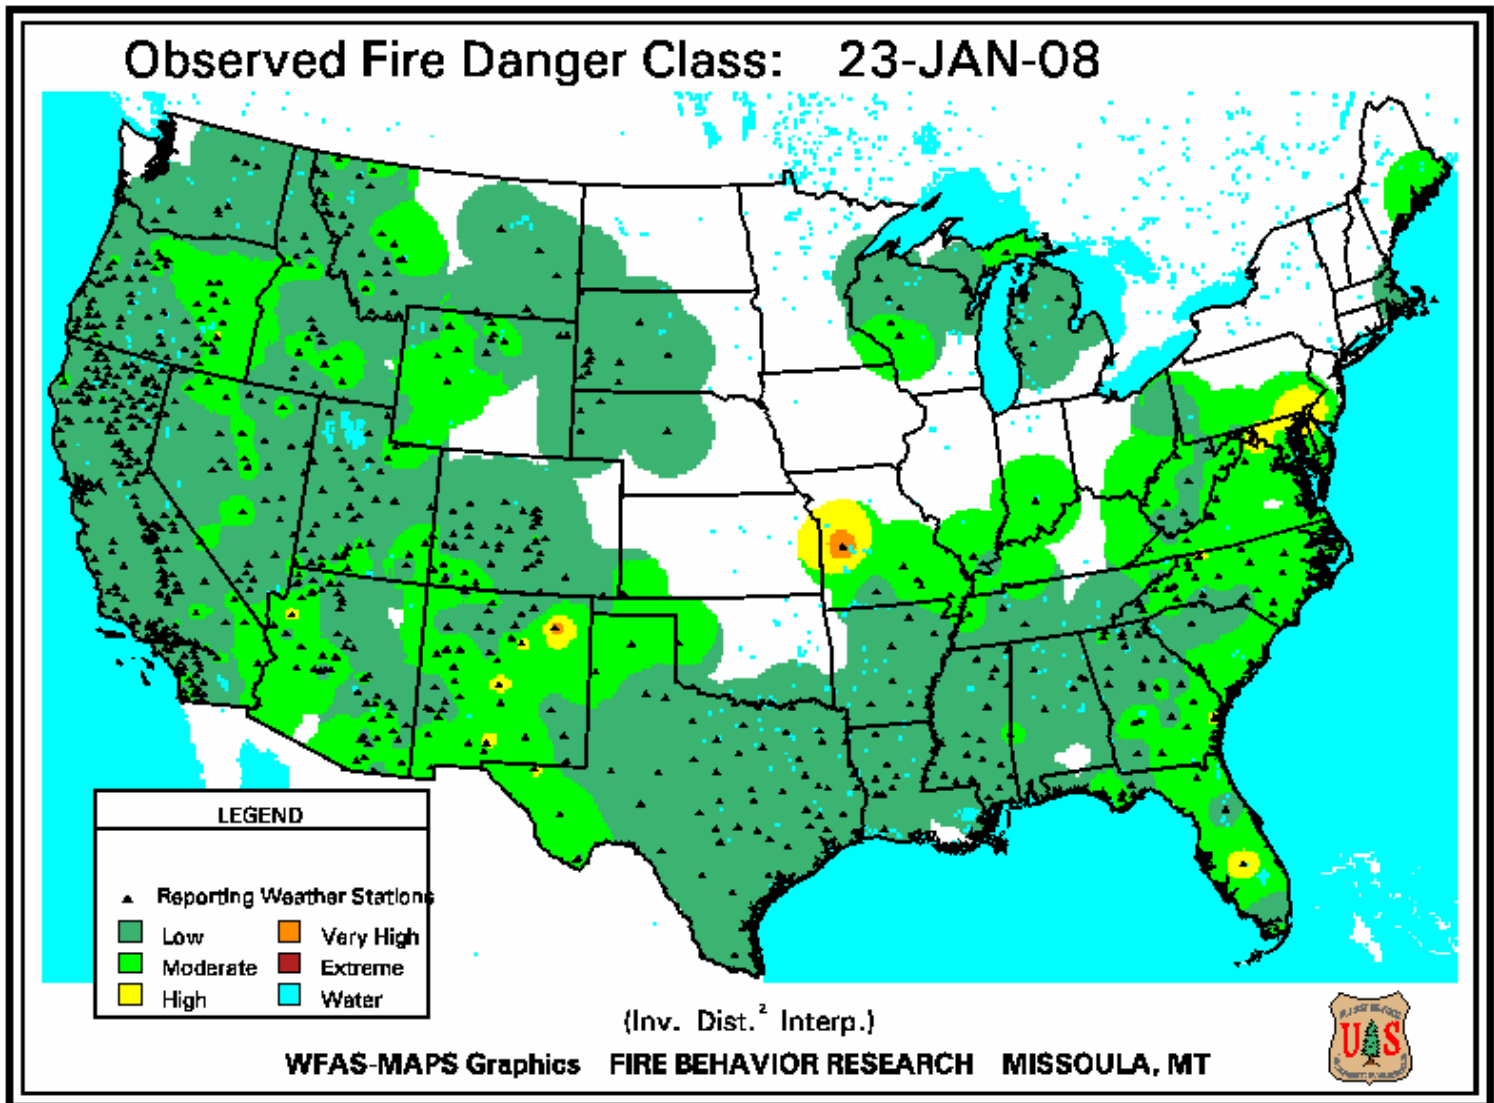 Observed Fire Danger Class: 23-JAN-08
LEGEND
Reporting Weather Stations
Low
Very High
Moderate
Extreme
High
Water
(Inv. Dist.² Interp.)
WFAS-MAPS Graphics FIRE BEHAVIOR RESEARCH MISSOULA, MT
US